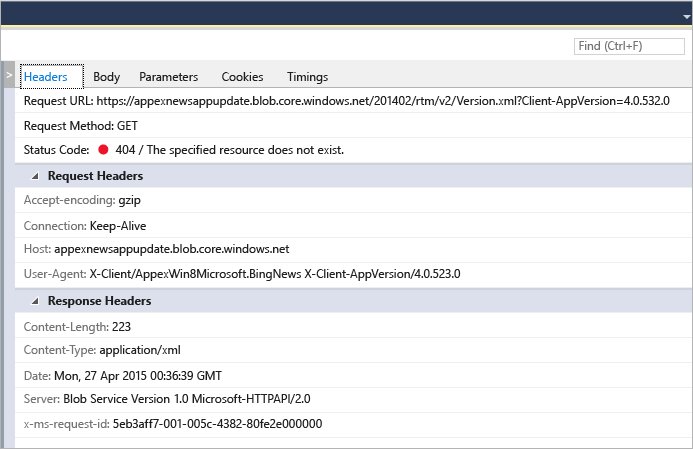 Find (Ctrl+F)
> Headers Body Parameters Cookies Timings
Request URL: https://appexnewsappupdate.blob.core.windows.net/201402/rtm/v2/Version.xml?Client-AppVersion=4.0.532.0
Request Method: GET
Status Code: 404 / The specified resource does not exist.
Request Headers
Accept-encoding: gzip
Connection: Keep-Alive
Host: appexnewsappupdate.blob.core.windows.net
User-Agent: X-Client/AppexWin8Microsoft.BingNews X-Client-AppVersion/4.0.523.0
Response Headers
Content-Length: 223
Content-Type: application/xml
Date: Mon, 27 Apr 2015 00:36:39 GMT
Server: Blob Service Version 1.0 Microsoft-HTTPAPI/2.0
x-ms-request-id: 5eb3aff7-001-005c-4382-80fe2e000000